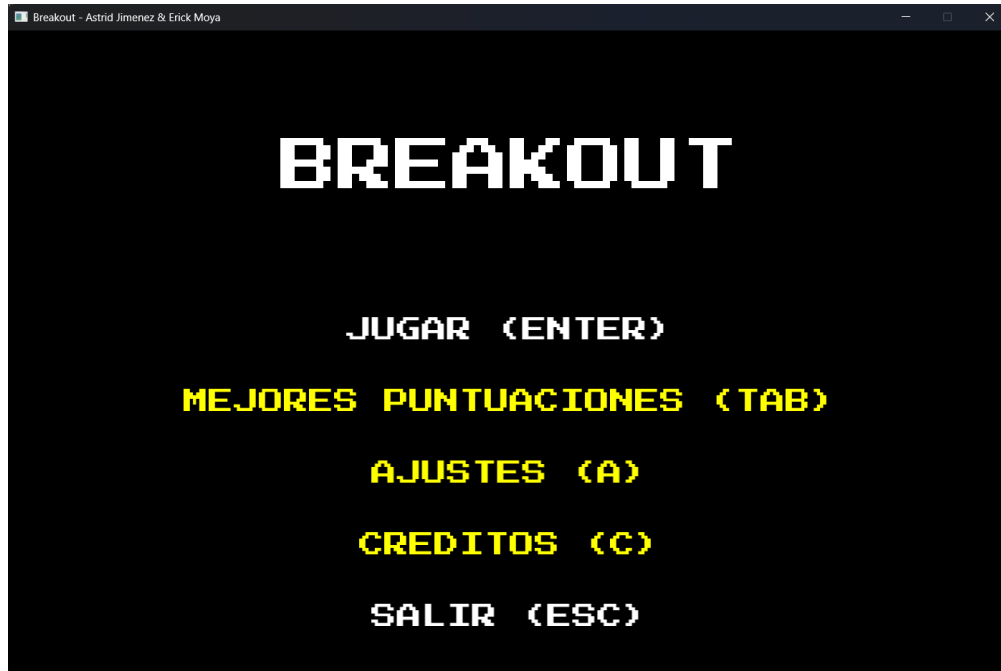 Breakout - Astrid Jimenez & Erick Moya
BREAKOUT
JUGAR (ENTER)
MEJORES PUNTUACIONES (TAB)
AJUSTES (A)
CREDITOS (C)
SALIR (ESC)